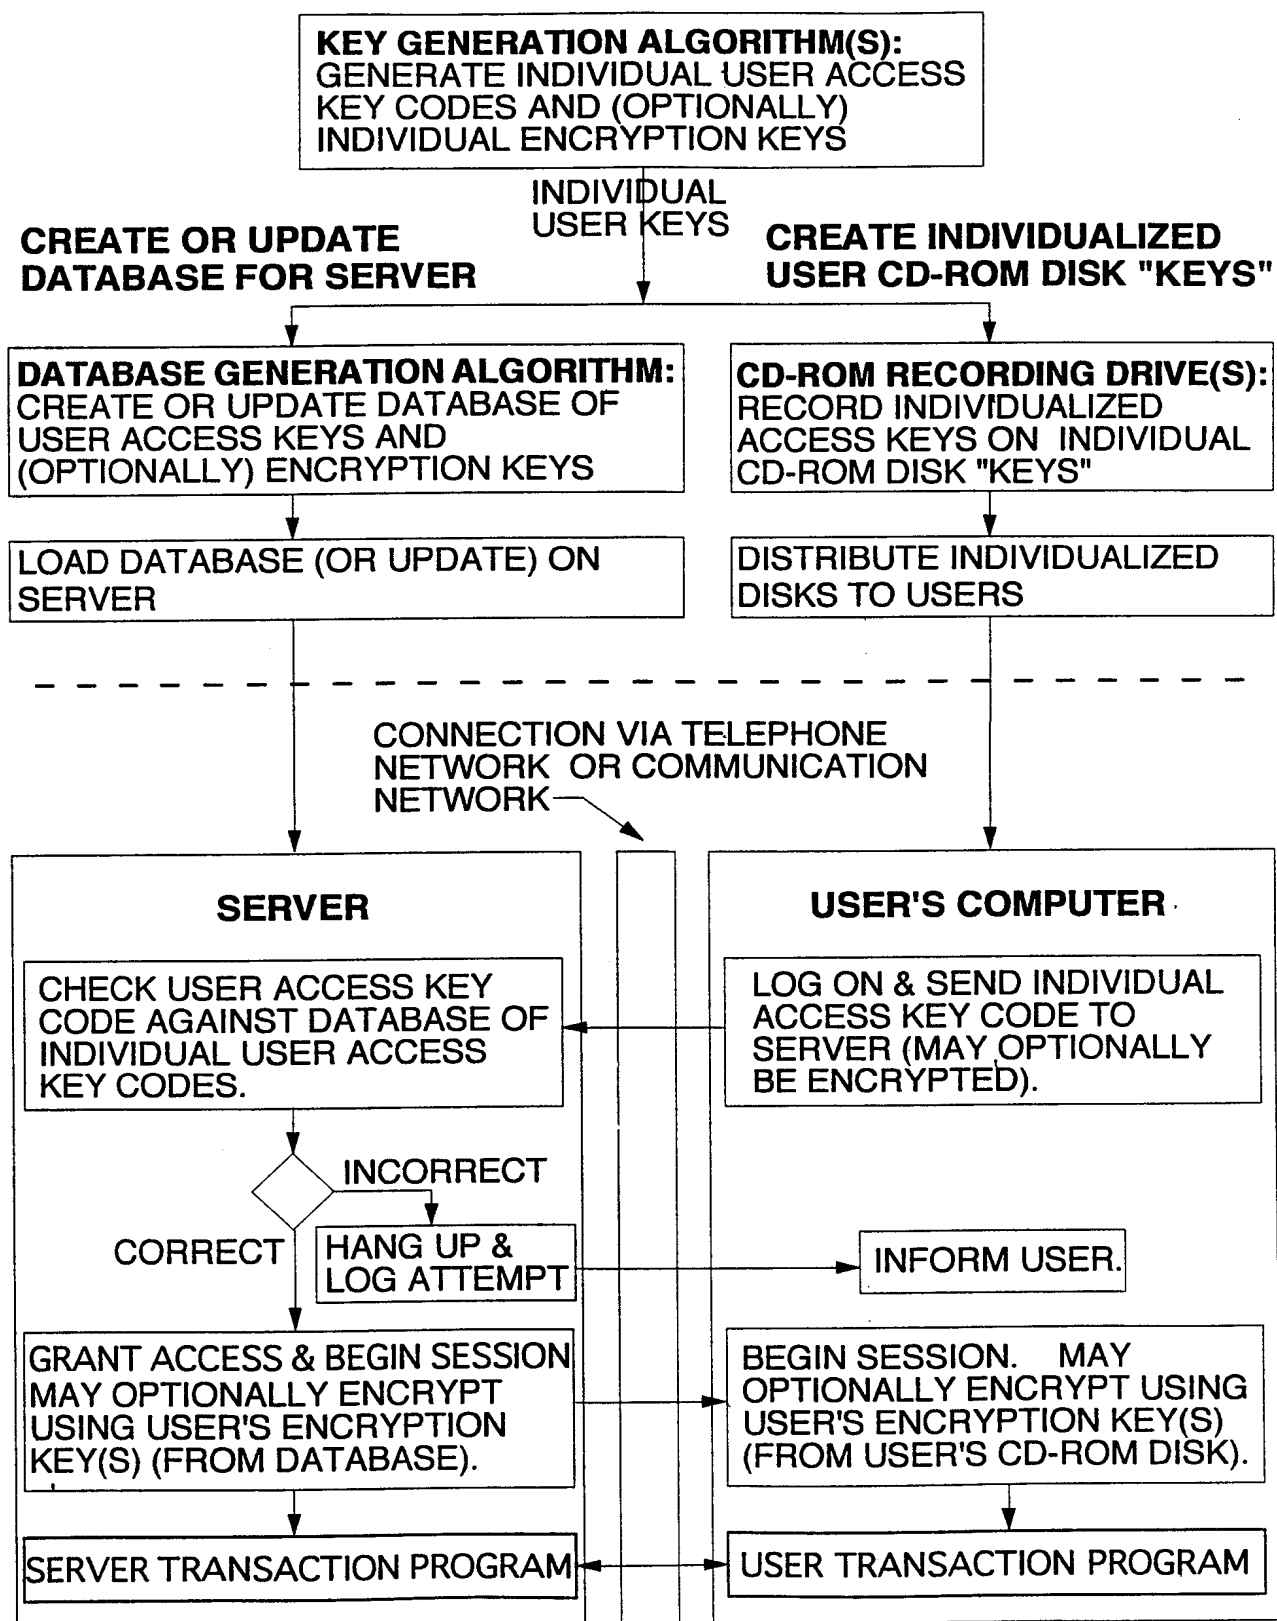 KEY GENERATION ALGORITHM(S):
GENERATE INDIVIDUAL USER ACCESS
KEY CODES AND (OPTIONALLY)
INDIVIDUAL ENCRYPTION KEYS
INDIVIDUAL
USER KEYS
CREATE OR UPDATE
DATABASE FOR SERVER
CREATE INDIVIDUALIZED
USER CD-ROM DISK "KEYS"
DATABASE GENERATION ALGORITHM:
CREATE OR UPDATE DATABASE OF
USER ACCESS KEYS AND
(OPTIONALLY) ENCRYPTION KEYS
CD-ROM RECORDING DRIVE(S):
RECORD INDIVIDUALIZED
ACCESS KEYS ON INDIVIDUAL
CD-ROM DISK "KEYS"
LOAD DATABASE (OR UPDATE) ON
SERVER
DISTRIBUTE INDIVIDUALIZED
DISKS TO USERS
CONNECTION VIA TELEPHONE
NETWORK OR COMMUNICATION
NETWORK
SERVER
USER'S COMPUTER
CHECK USER ACCESS KEY
CODE AGAINST DATABASE OF
INDIVIDUAL USER ACCESS
KEY CODES.
LOG ON & SEND INDIVIDUAL
ACCESS KEY CODE TO
SERVER (MAY OPTIONALLY
BE ENCRYPTED).
INCORRECT
CORRECT
HANG UP &
LOG ATTEMPT
INFORM USER.
GRANT ACCESS & BEGIN SESSION
MAY OPTIONALLY ENCRYPT
USING USER'S ENCRYPTION
KEY(S) (FROM DATABASE).
BEGIN SESSION. MAY
OPTIONALLY ENCRYPT USING
USER'S ENCRYPTION KEY(S)
(FROM USER'S CD-ROM DISK).
SERVER TRANSACTION PROGRAM
USER TRANSACTION PROGRAM